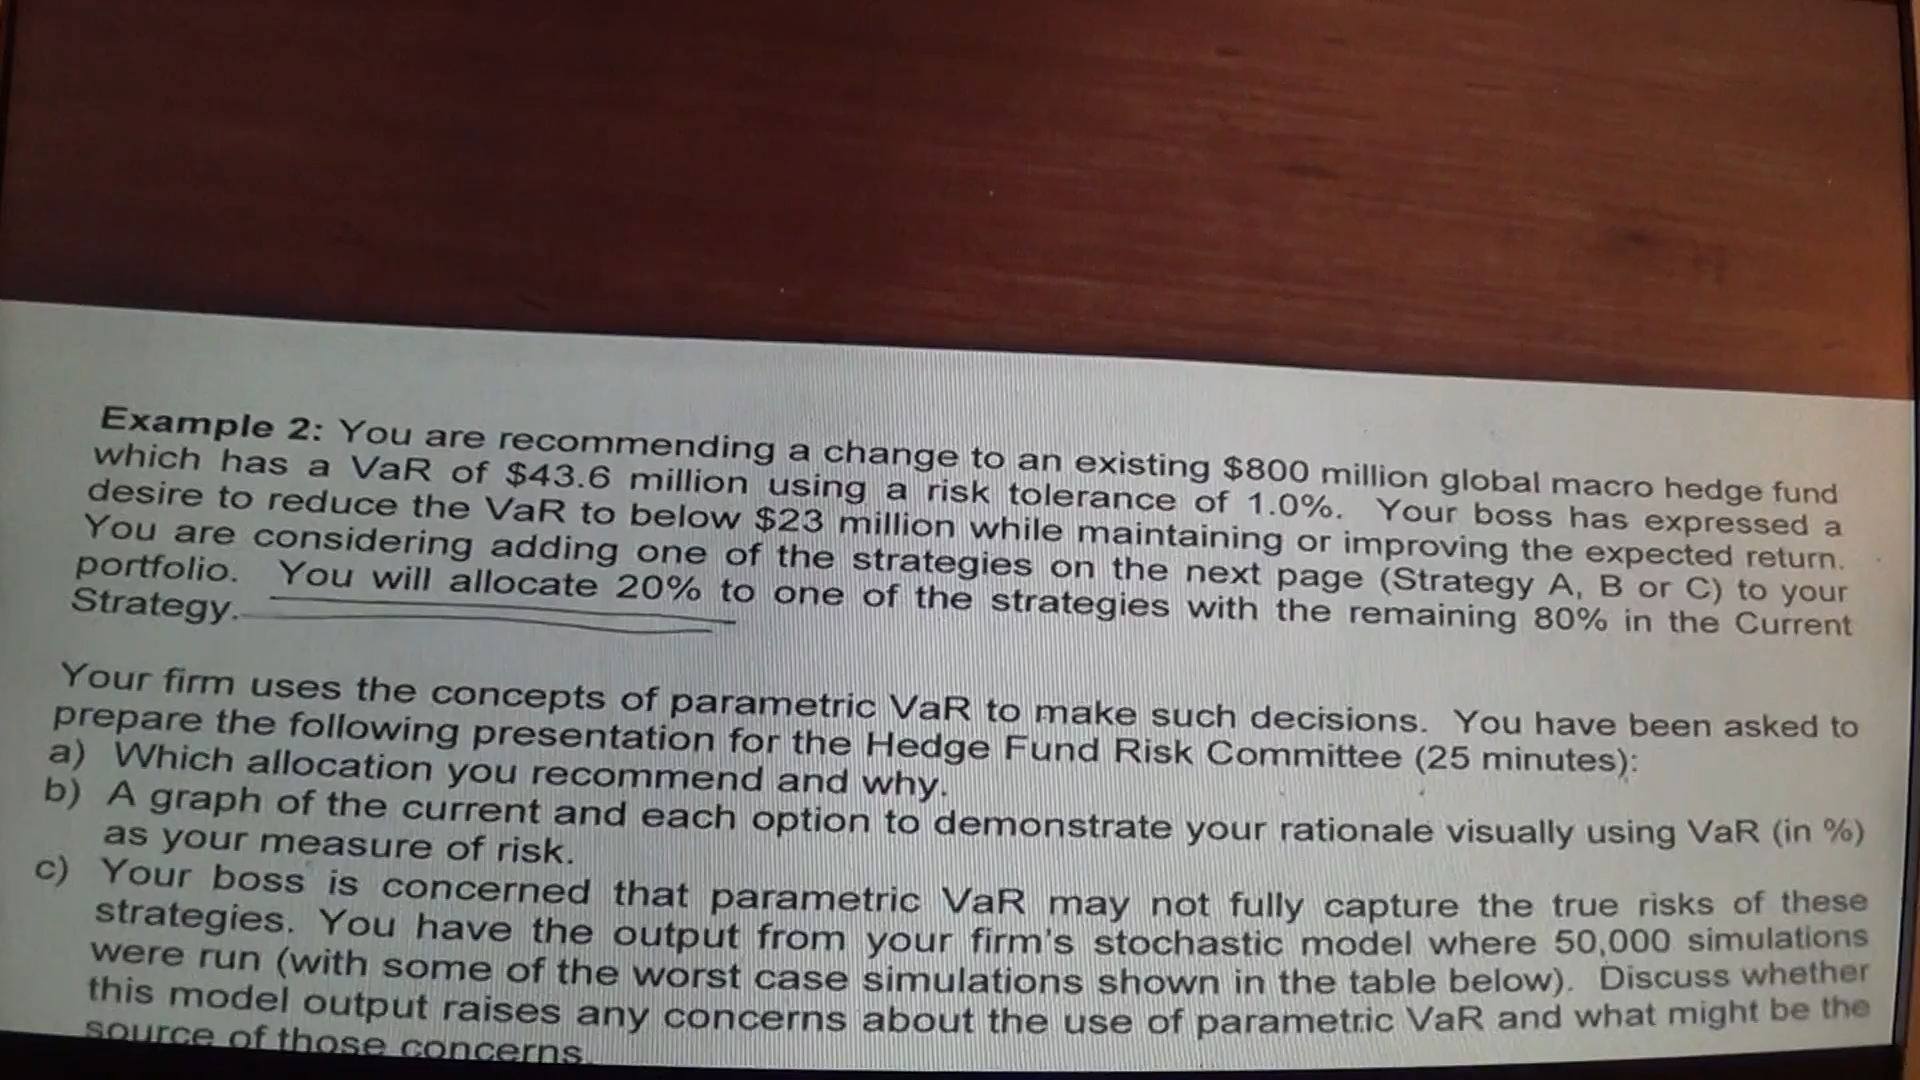 Example 2: You are recommending a change to an existing $800 million global macro hedge fund
which has a VaR of $43.6 million using a risk tolerance of 1.0%. Your boss has expressed a
desire to reduce the VaR to below $23 million while maintaining or improving the expected return.
You are considering adding one of the strategies on the next page (Strategy A, B or C) to your
portfolio. You will allocate 20% to one of the strategies with the remaining 80% in the Current
Strategy.
Your firm uses the concepts of parametric VaR to make such decisions. You have been asked to
prepare the following presentation for the Hedge Fund Risk Committee (25 minutes):
a) Which allocation you recommend and why.
b) A graph of the current and each option to demonstrate your rationale visually using VaR (in %)
as your measure of risk.
c) Your boss is concerned that parametric VaR may not fully capture the true risks of these
strategies. You have the output from your firm's stochastic model where 50,000 simulations
were run (with some of the worst case simulations shown in the table below). Discuss whether
this model output raises any concerns about the use of parametric VaR and what might be the
source of those concerns.